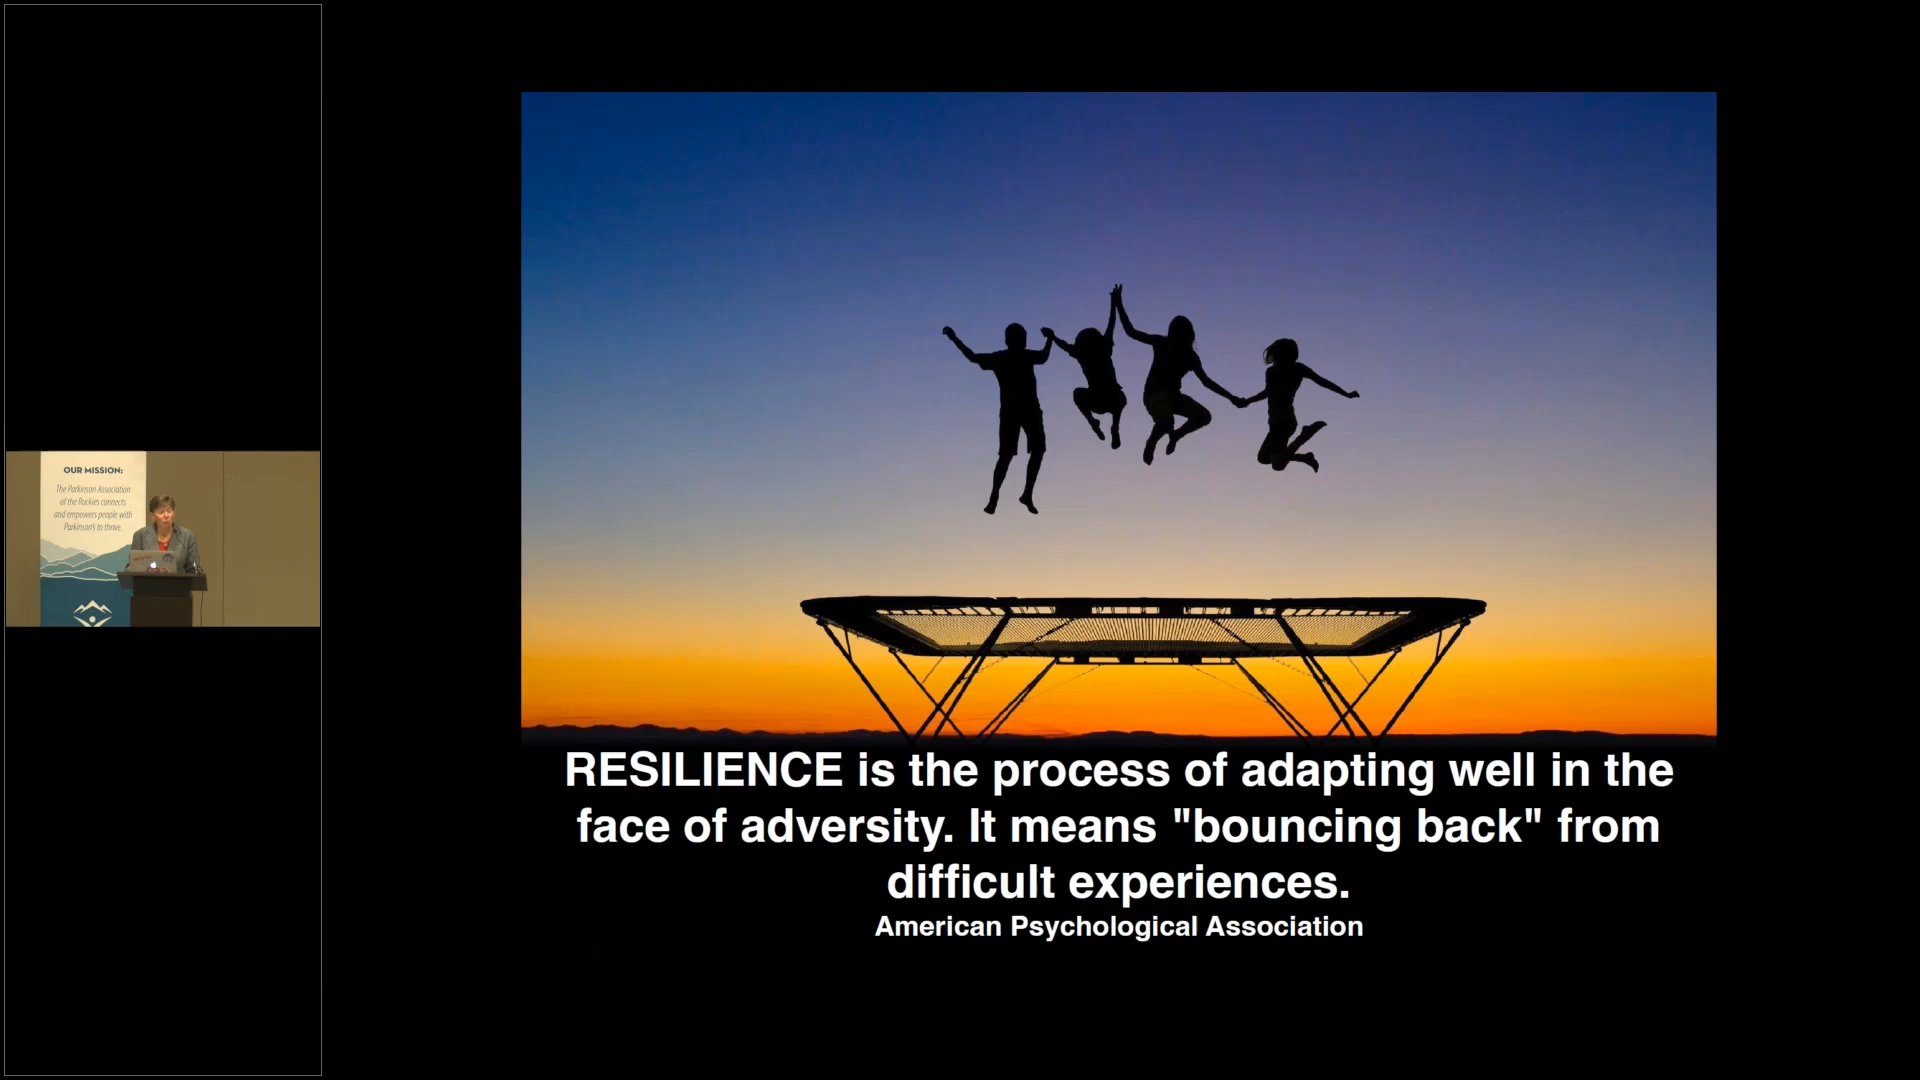 OUR MISSION:
The Parkinson Association
of the Rockies connects
and empowers people with
Parkinson's to thrive.
RESILIENCE is the process of adapting well in the
face of adversity. It means "bouncing back" from
difficult experiences.
American Psychological Association